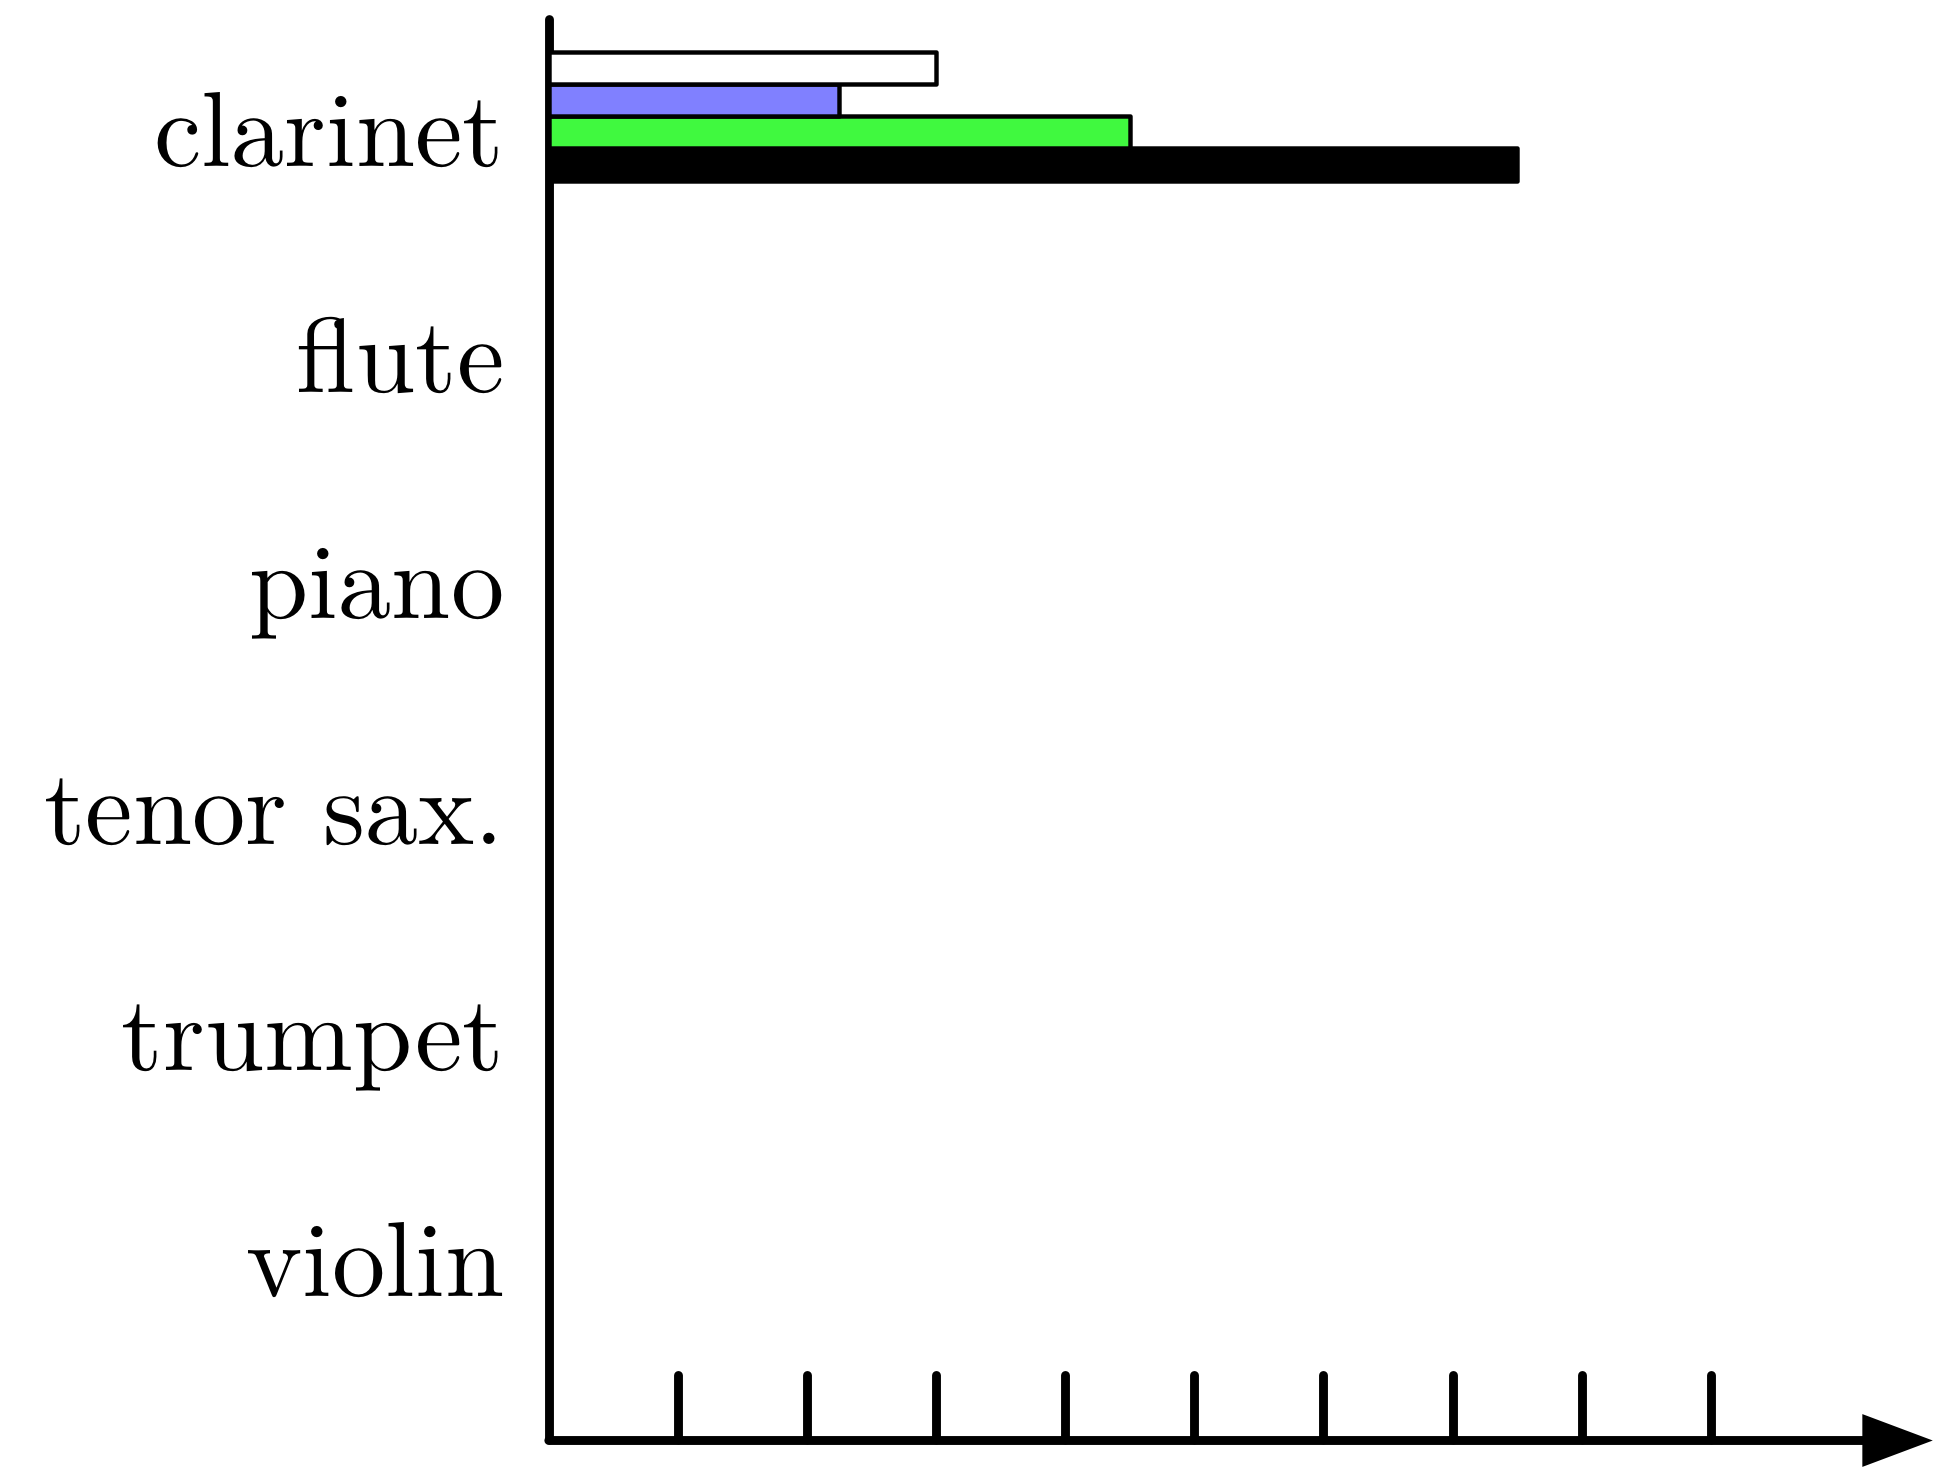 clarinet
flute
piano
tenor sax.
trumpet
violin